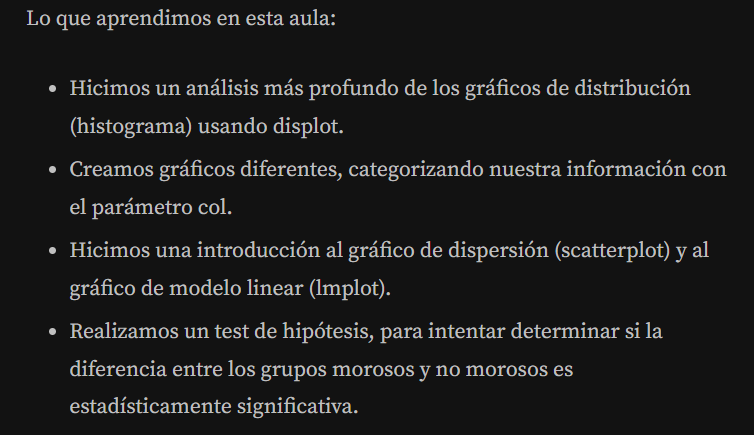 Lo que aprendimos en esta aula:
• Hicimos un análisis más profundo de los gráficos de distribución
(histograma) usando displot.
• Creamos gráficos diferentes, categorizando nuestra información con
el parámetro col.
• Hicimos una introducción al gráfico de dispersión (scatterplot) y al
gráfico de modelo linear (lmplot).
• Realizamos un test de hipótesis, para intentar determinar si la
diferencia entre los grupos morosos y no morosos es
estadísticamente significativa.